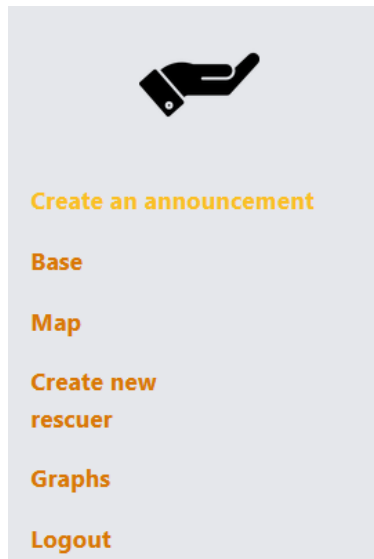 Create an announcement
Base
Map
Create new
rescuer
Graphs
Logout